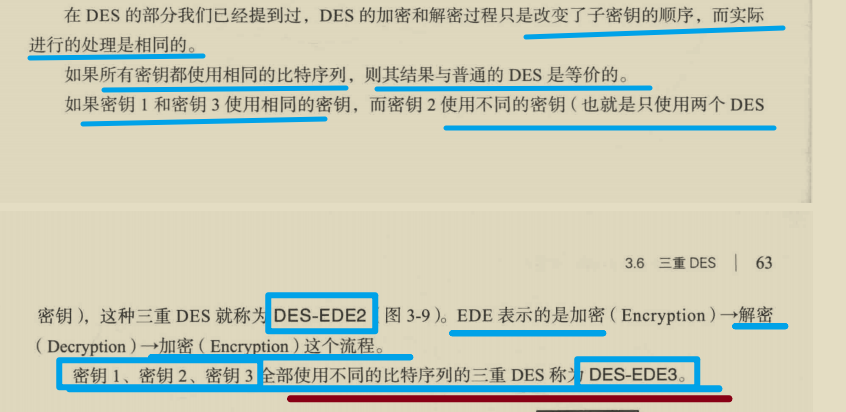 在 DES 的部分我们已经提到过，DES 的加密和解密过程只是改变了子密钥的顺序，而实际
进行的处理是相同的。
如果所有密钥都使用相同的比特序列，则其结果与普通的 DES 是等价的。
如果密钥 1 和密钥 3 使用相同的密钥，而密钥 2 使用不同的密钥（也就是只使用两个 DES
3.6 三重 DES | 63
密钥），这种三重 DES 就称为 DES-EDE2 图 3-9）。EDE 表示的是加密（Encryption）→解密
（Decryption）→加密（Encryption）这个流程。
密钥 1、密钥 2、密钥 3 全部使用不同的比特序列的三重 DES 称为 DES-EDE3。